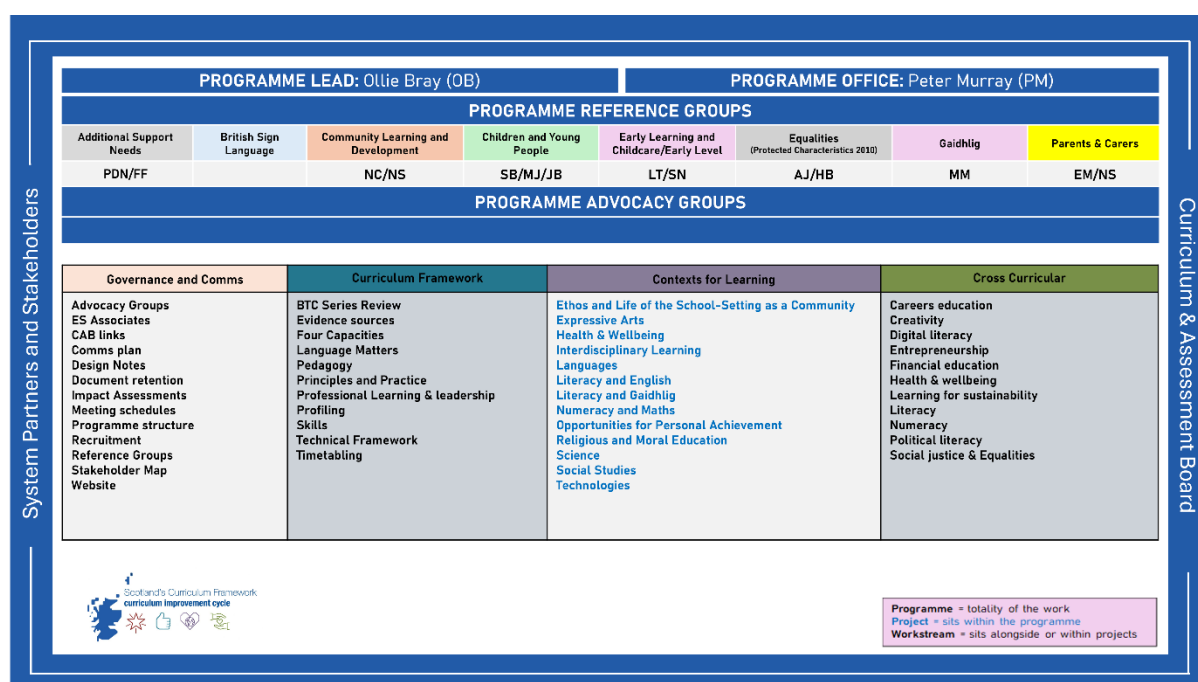 PROGRAMME LEAD: Ollie Bray (OB)
PROGRAMME OFFICE: Peter Murray (PM)
PROGRAMME REFERENCE GROUPS
Additional Support
Needs
British Sign
Language
Community Learning and
Development
Children and Young
People
Early Learning and
Childcare/Early Level
Equalities
(Protected Characteristics 2010)
Gaidhlig
Parents & Carers
PDN/FF
NC/NS
SB/MJ/JB
LT/SN
AJ/HB
MM
EM/NS
PROGRAMME ADVOCACY GROUPS
System Partners and Stakeholders
Curriculum & Assessment Board
Governance and Comms
Advocacy Groups
ES Associates
CAB links
Comms plan
Design Notes
Document retention
Impact Assessments
Meeting schedules
Programme structure
Recruitment
Reference Groups
Stakeholder Map
Website
Curriculum Framework
BTC Series Review
Evidence sources
Four Capacities
Language Matters
Pedagogy
Principles and Practice
Professional Learning & leadership
Profiling
Skills
Technical Framework
Timetabling
Contexts for Learning
Ethos and Life of the School-Setting as a Community
Expressive Arts
Health & Wellbeing
Interdisciplinary Learning
Languages
Literacy and English
Literacy and Gaidhlig
Numeracy and Maths
Opportunities for Personal Achievement
Religious and Moral Education
Science
Social Studies
Technologies
Cross Curricular
Careers education
Creativity
Digital literacy
Entrepreneurship
Financial education
Health & wellbeing
Learning for sustainability
Literacy
Numeracy
Political literacy
Social justice & Equalities
Scotland's Curriculum Framework
curriculum improvement cycle
Programme = totality of the work
Project = sits within the programme
Workstream = sits alongside or within projects